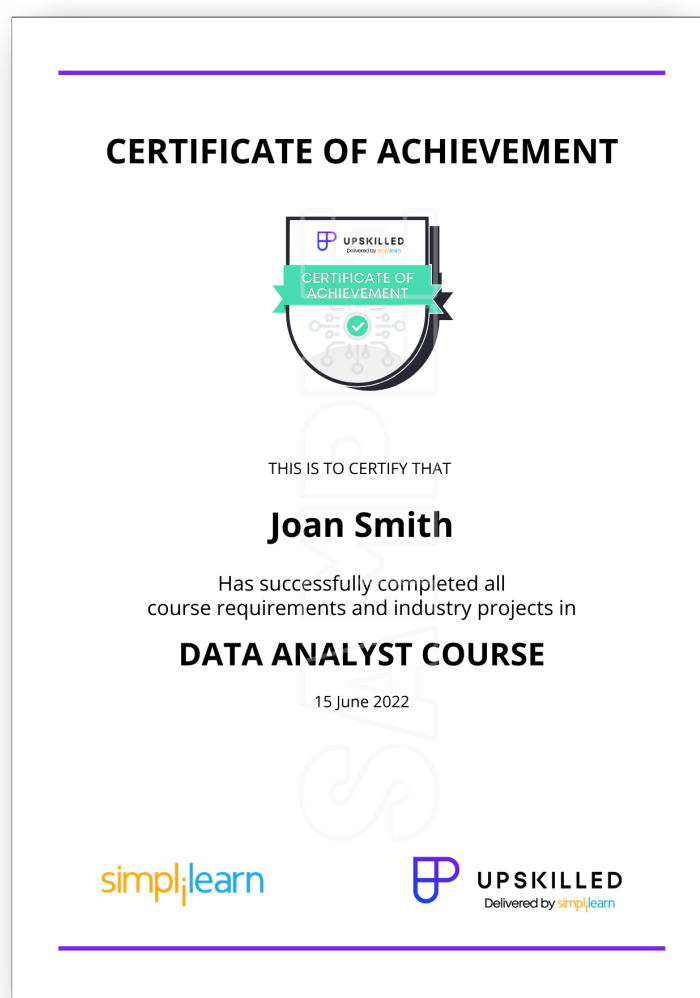 CERTIFICATE OF ACHIEVEMENT
UPSKILLED
Delivered by simplilearn
CERTIFICATE OF
ACHIEVEMENT
THIS IS TO CERTIFY THAT
Joan Smith
Has successfully completed all
course requirements and industry projects in
DATA ANALYST COURSE
15 June 2022
SAMPLE
simplilearn
UPSKILLED
Delivered by simplilearn